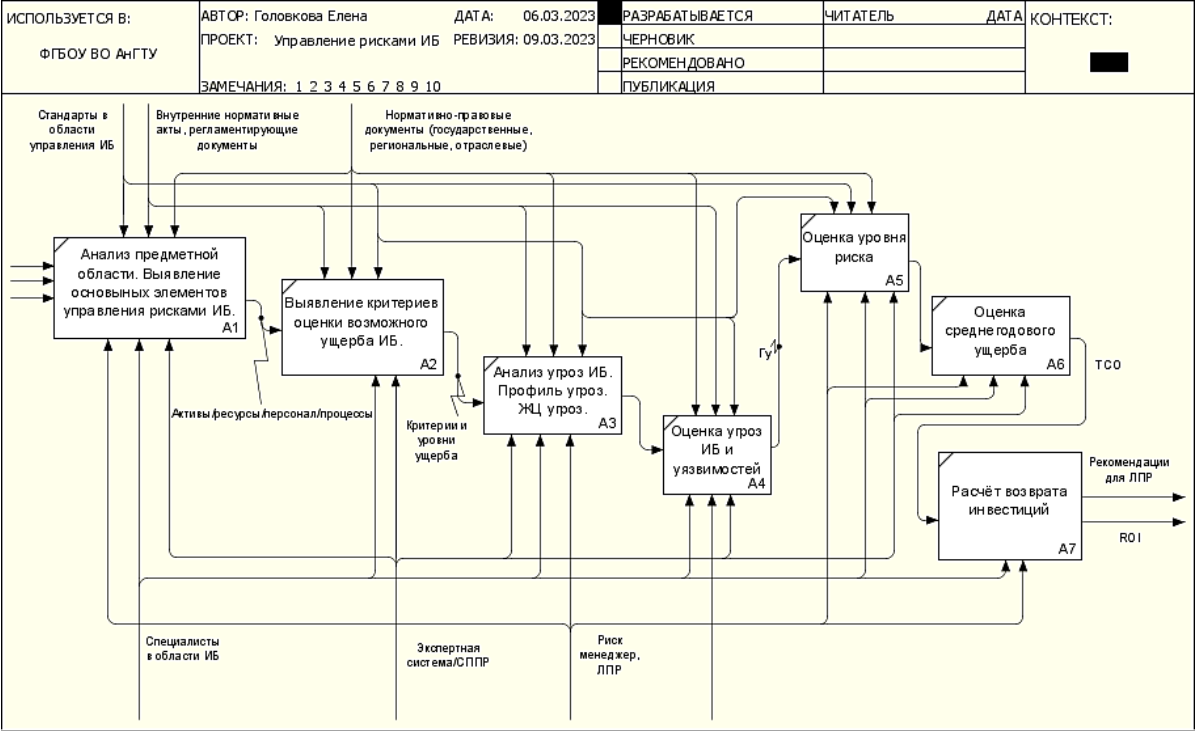 ИСПОЛЬЗУЕТСЯ В:
ФГБОУ ВО АнГТУ
АВТОР: Головкова Елена
ДАТА: 06.03.2023
ПРОЕКТ: Управление рисками ИБ
РЕВИЗИЯ: 09.03.2023
ЗАМЕЧАНИЯ: 1 2 3 4 5 6 7 8 9 10
РАЗРАБАТЫВАЕТСЯ
ЧЕРНОВИК
РЕКОМЕНДОВАНО
ПУБЛИКАЦИЯ
ЧИТАТЕЛЬ
ДАТА
КОНТЕКСТ:
Стандарты в
области
управления ИБ
Внутренние нормативные
акты, регламентирующие
документы
Нормативно-правовые
документы (государственные,
региональные, отраслевые)
Анализ предметной
области. Выявление
основыных элементов
управления рисками ИБ.
A1
Выявление критериев
оценки возможного
ущерба ИБ.
A2
Анализ угроз ИБ.
Профиль угроз.
ЖЦ угроз.
A3
Оценка угроз
ИБ и
уязвимостей
A4
Оценка уровня
риска
A5
Оценка
среднегодового
ущерба
A6
Расчёт возврата
инвестиций
A7
Активы/ресурсы/персонал/процессы
Критерии и
уровни
ущерба
Гу
ТСО
Рекомендации
для ЛПР
ROI
Специалисты
в области ИБ
Экспертная
система/СППР
Риск
менеджер,
ЛПР